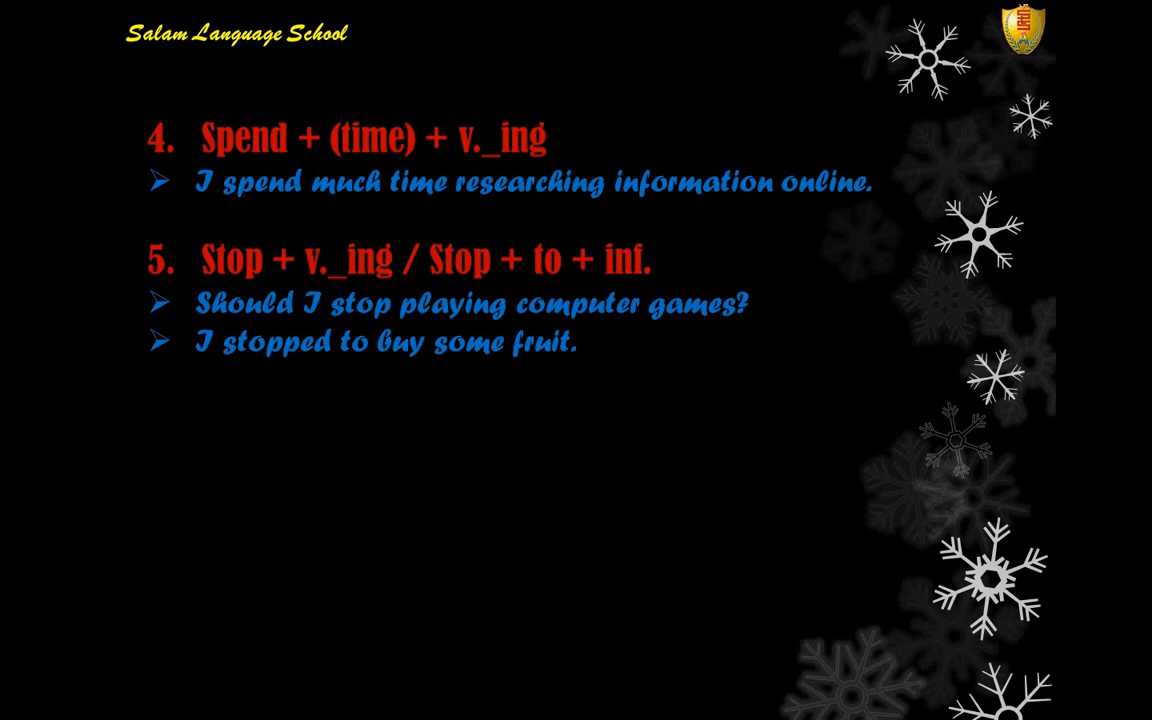 Salam Language School
4. Spend + (time) + v._ing
➢ I spend much time researching information online.
5. Stop + v._ing / Stop + to + inf.
➢ Should I stop playing computer games?
➢ I stopped to buy some fruit.